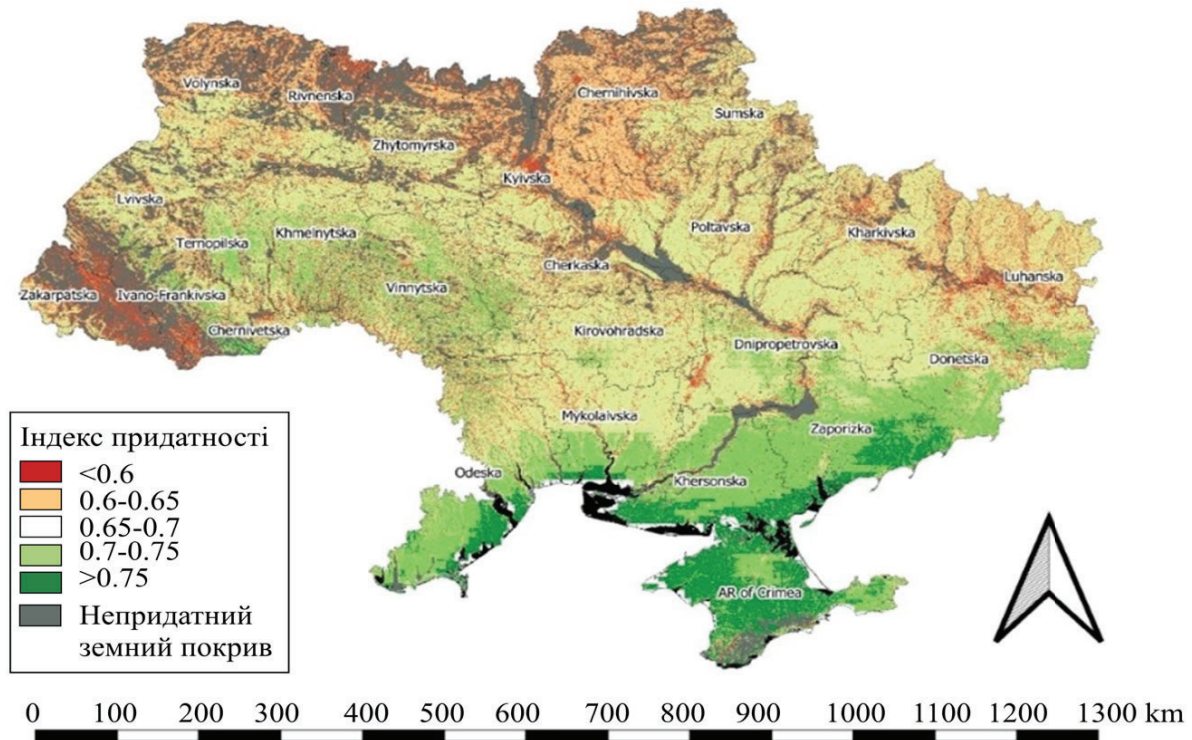 Volynska
Rivnenska
Chernihivska
Sumska
Zhytomyrska
Kyivska
Lvivska
Ternopilska
Khmelnytska
Poltavska
Kharkivska
Cherkaska
Luhanska
Zakarpatska
Ivano-Frankivska
Vinnytska
Chernivetska
Kirovohradska
Dnipropetrovska
Donetska
Mykolaivska
Zaporizka
Odeska
Khersonska
AR of Crimea
Індекс придатності
<0.6
0.6-0.65
0.65-0.7
0.7-0.75
>0.75
Непридатний
земний покрив
0 100 200 300 400 500 600 700 800 900 1000 1100 1200 1300 km